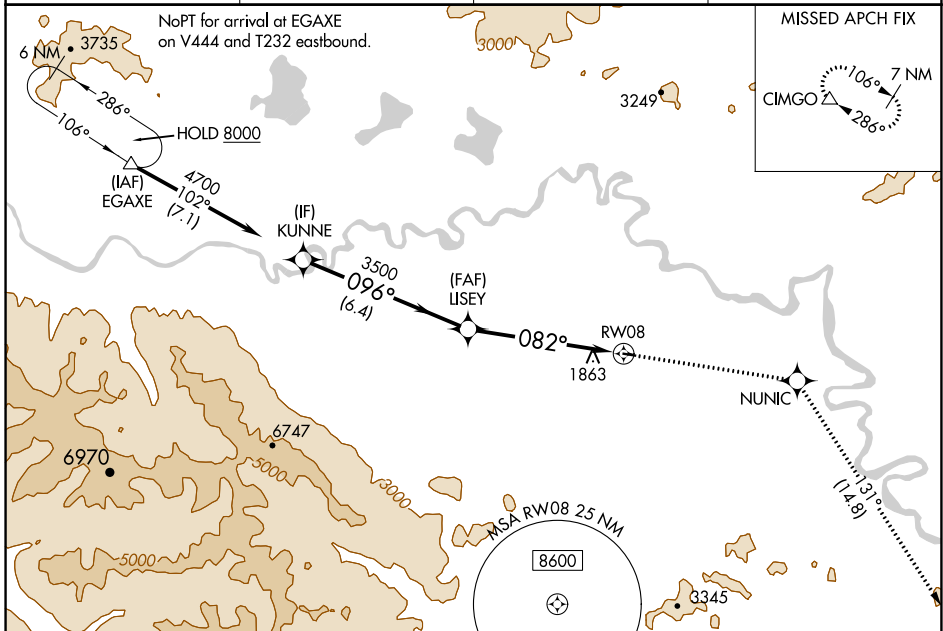 NoPT for arrival at EGAXE
on V444 and T232 eastbound.
3000
MISSED APCH FIX
6 NM
3735
106°
7 NM
CIMGO
286°
3249
286°
106°
HOLD 8000
(IAF)
EGAXE
4700
102°
(7.1)
(IF)
KUNNE
3500
096°
(6.4)
(FAF)
LISEY
082°
RW08
1863
NUNIC
131°
(14.8)
6747
6970
5000
3000
5000
MSA RW08 25 NM
8600
3345